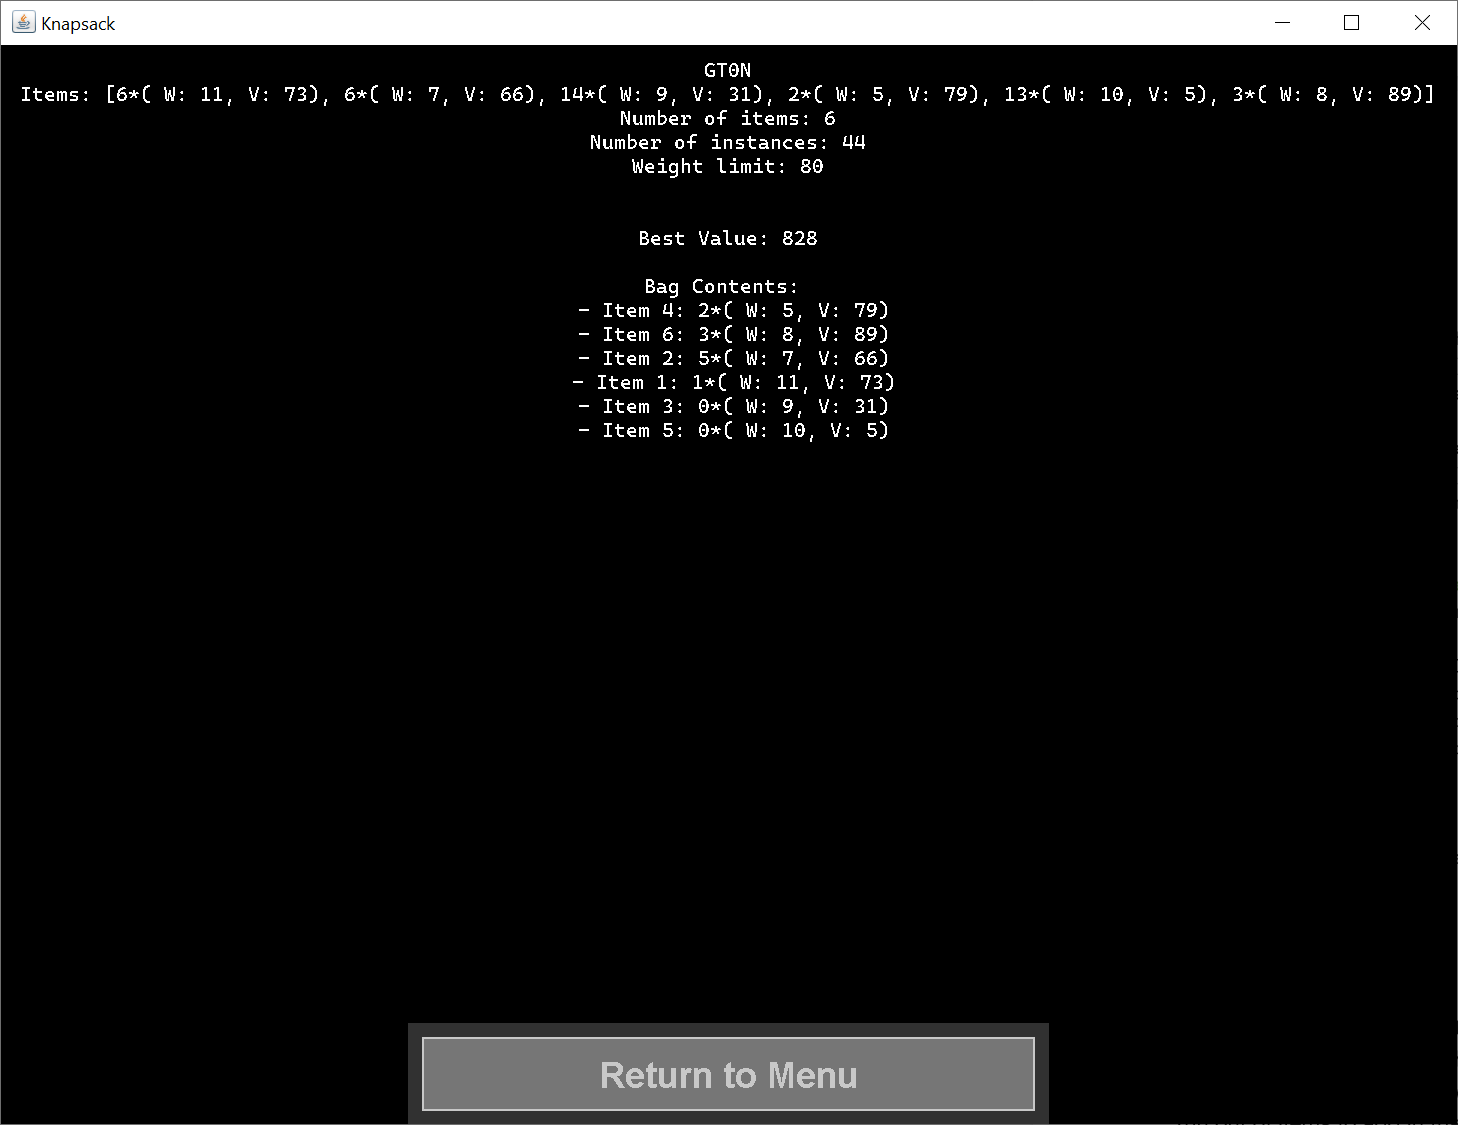 Knapsack
GT0N
Items: [6*( W: 11, V: 73), 6*( W: 7, V: 66), 14*( W: 9, V: 31), 2*( W: 5, V: 79), 13*( W: 10, V: 5), 3*( W: 8, V: 89)]
Number of items: 6
Number of instances: 44
Weight limit: 80
Best Value: 828
Bag Contents:
- Item 4: 2*( W: 5, V: 79)
- Item 6: 3*( W: 8, V: 89)
- Item 2: 5*( W: 7, V: 66)
- Item 1: 1*( W: 11, V: 73)
- Item 3: 0*( W: 9, V: 31)
- Item 5: 0*( W: 10, V: 5)
Return to Menu